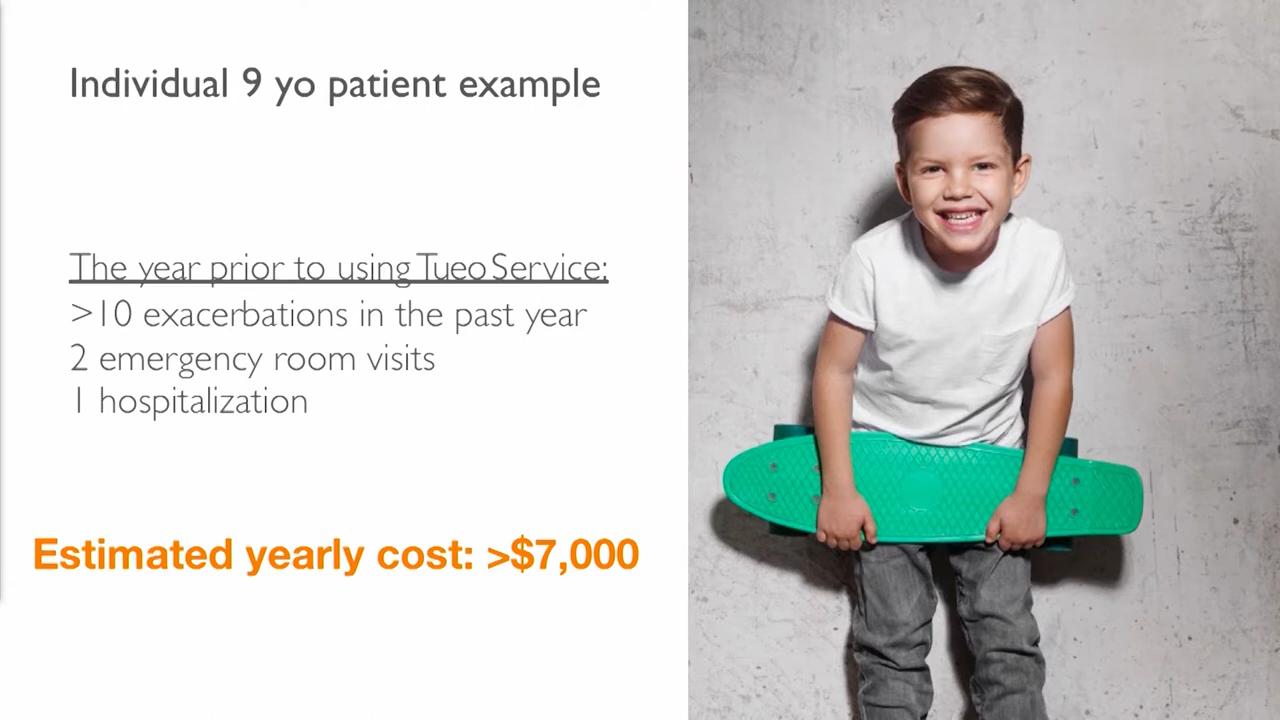 Individual 9 yo patient example
The year prior to using Tueo Service:
>10 exacerbations in the past year
2 emergency room visits
1 hospitalization
Estimated yearly cost: >$7,000